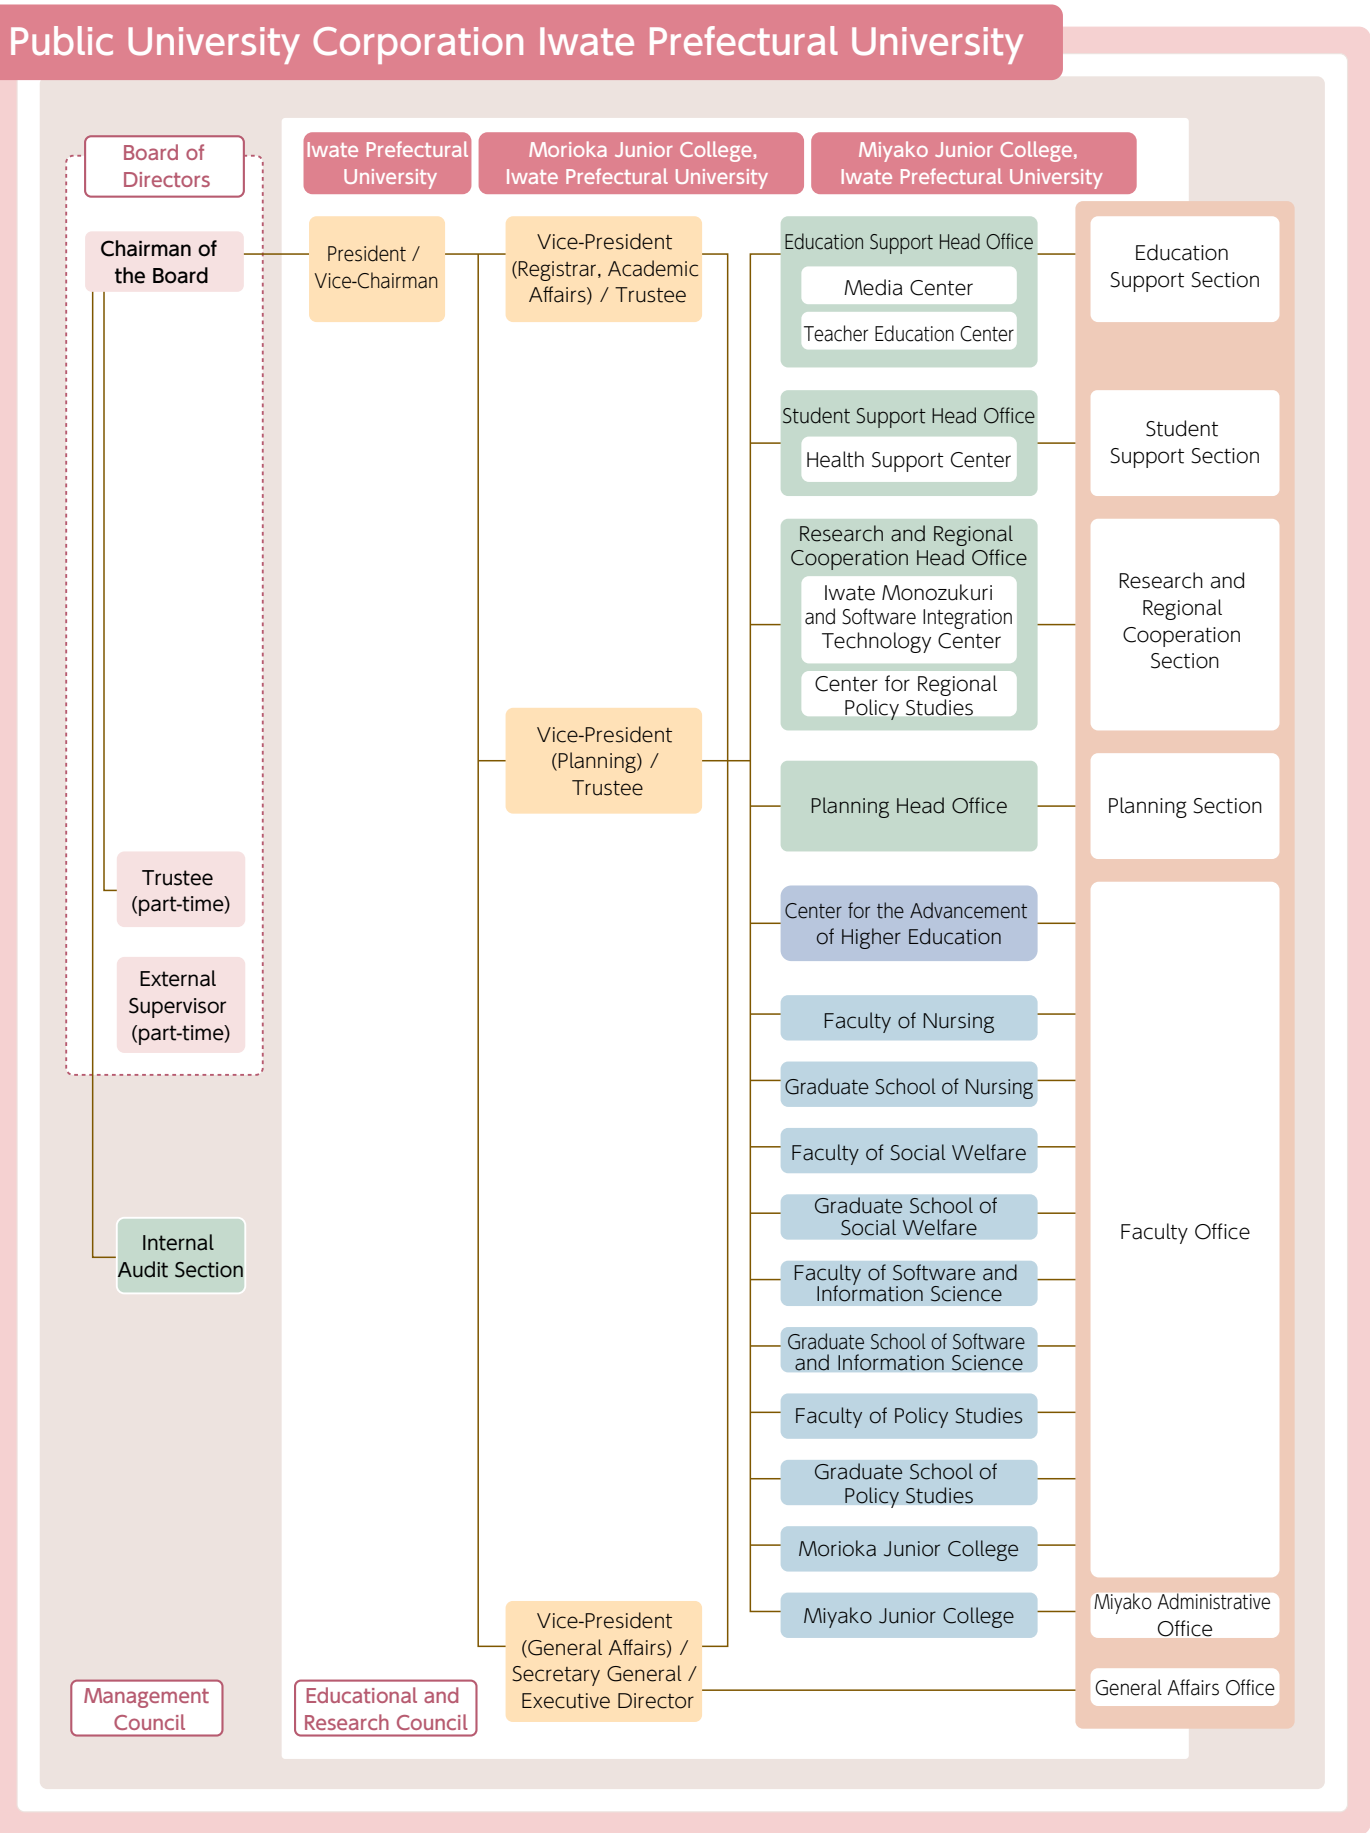 Public University Corporation Iwate Prefectural University
Board of
Directors
Iwate Prefectural
University
Morioka Junior College,
Iwate Prefectural University
Miyako Junior College,
Iwate Prefectural University
Chairman of
the Board
President /
Vice-Chairman
Vice-President
(Registrar, Academic
Affairs) / Trustee
Education Support Head Office
Media Center
Teacher Education Center
Education
Support Section
Student Support Head Office
Health Support Center
Student
Support Section
Research and Regional
Cooperation Head Office
Iwate Monozukuri
and Software Integration
Technology Center
Center for Regional
Policy Studies
Research and
Regional
Cooperation
Section
Vice-President
(Planning) /
Trustee
Planning Head Office
Planning Section
Trustee
(part-time)
External
Supervisor
(part-time)
Internal
Audit Section
Center for the Advancement
of Higher Education
Faculty of Nursing
Graduate School of Nursing
Faculty of Social Welfare
Graduate School of
Social Welfare
Faculty of Software and
Information Science
Graduate School of Software
and Information Science
Faculty of Policy Studies
Graduate School of
Policy Studies
Morioka Junior College
Miyako Junior College
Faculty Office
Miyako Administrative
Office
General Affairs Office
Vice-President
(General Affairs) /
Secretary General /
Executive Director
Management
Council
Educational and
Research Council